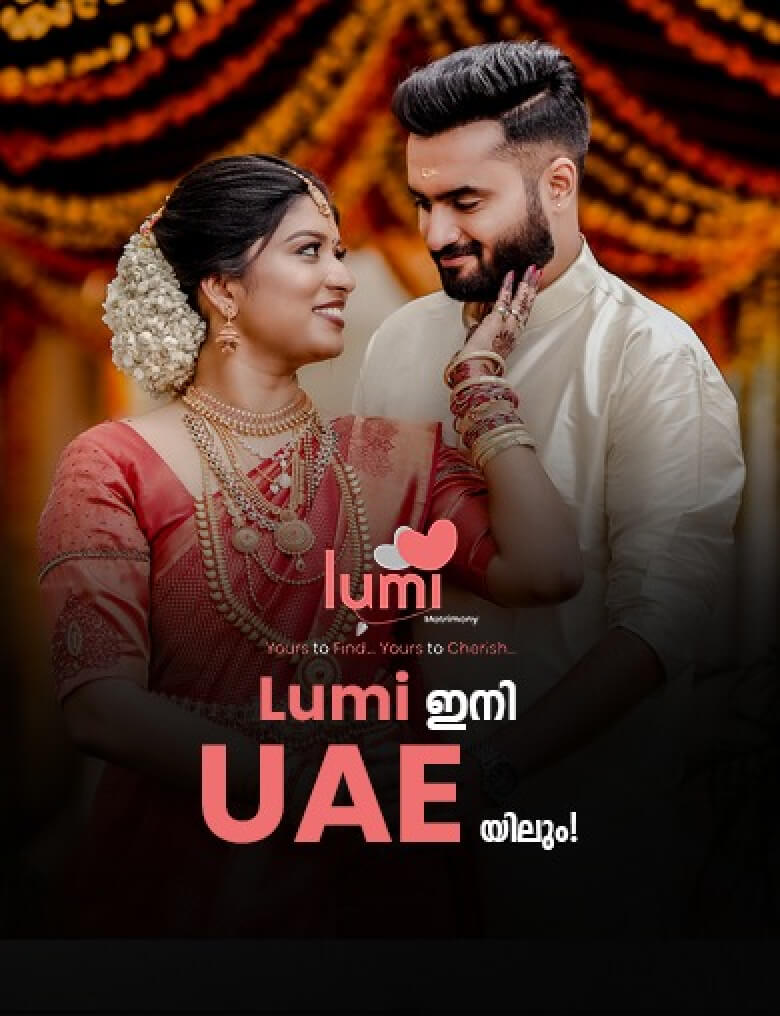 lumi
Matrimony
Yours to Find... Yours to Cherish...
Lumi ഇനി
UAE യിലും!